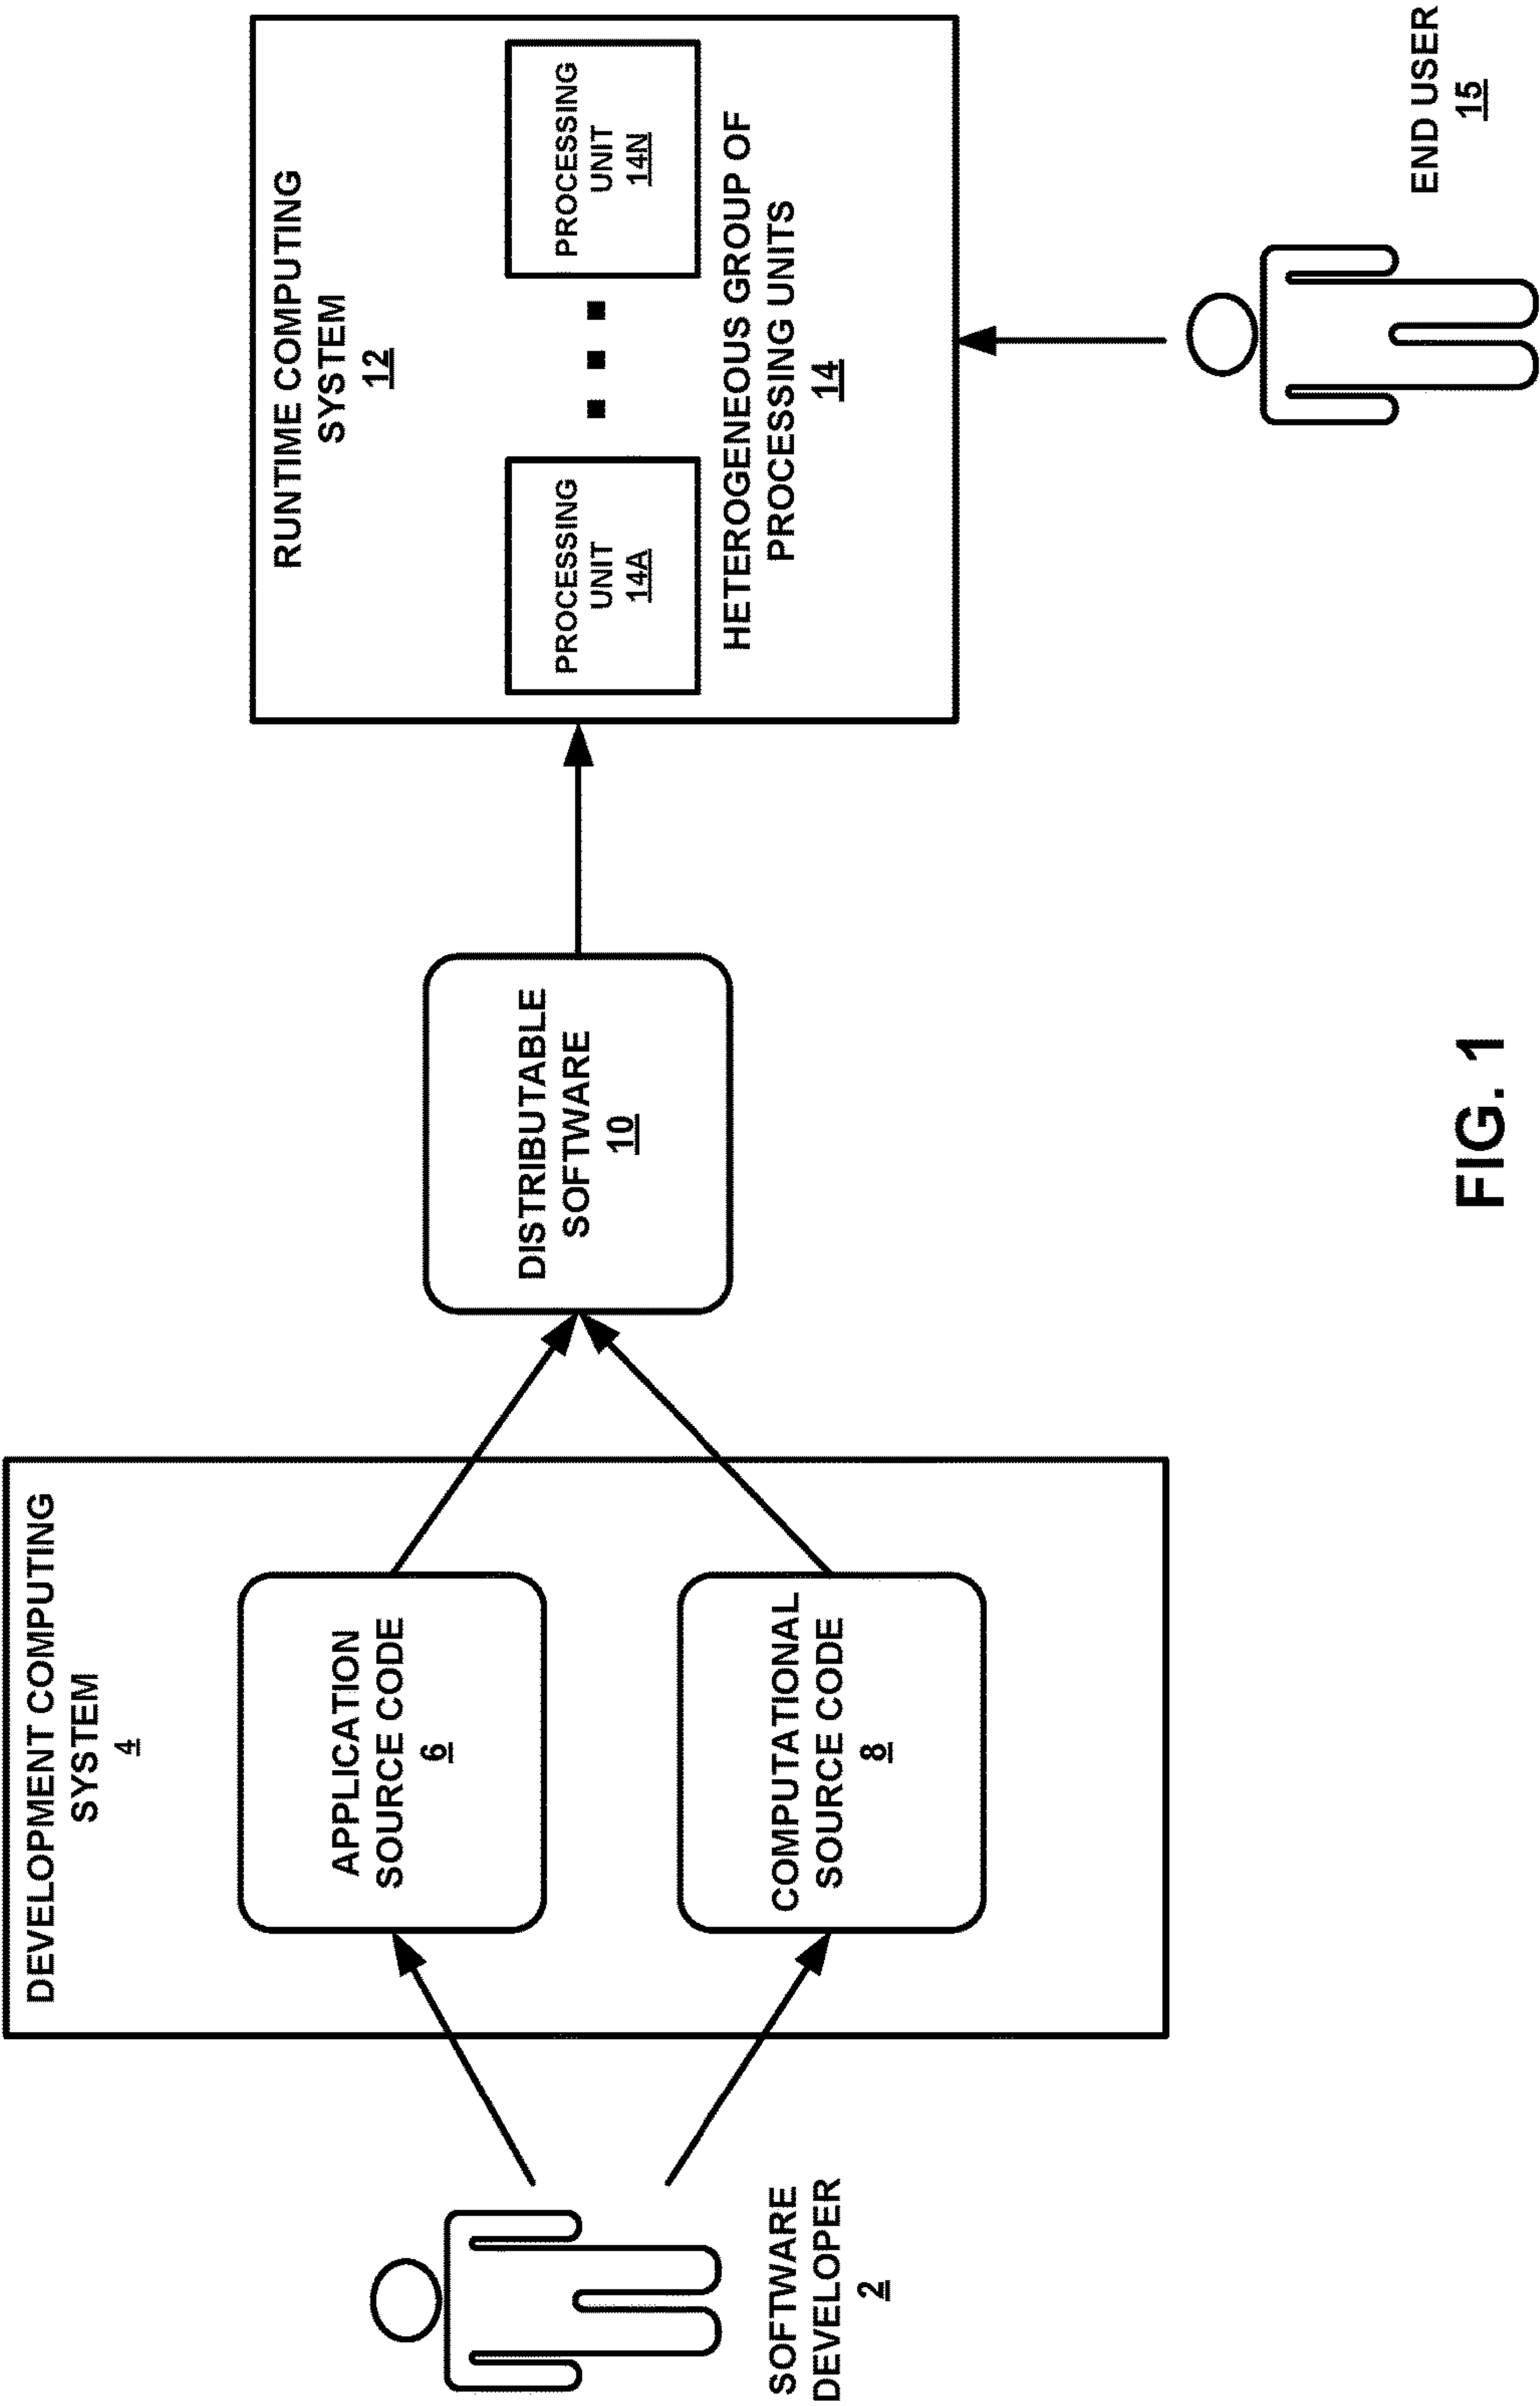 DEVELOPMENT COMPUTING
SYSTEM
4
APPLICATION
SOURCE CODE
6
COMPUTATIONAL
SOURCE CODE
8
SOFTWARE
DEVELOPER
2
DISTRIBUTABLE
SOFTWARE
10
RUNTIME COMPUTING
SYSTEM
12
PROCESSING
UNIT
14A
PROCESSING
UNIT
14N
HETEROGENEOUS GROUP OF
PROCESSING UNITS
14
END USER
15
FIG. 1